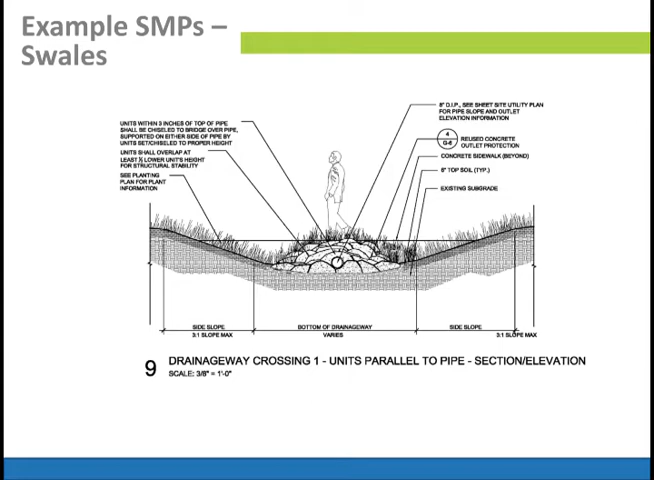 Example SMPs –
Swales
UNITS WITHIN 3 INCHES OF TOP OF PIPE
SHALL BE CHISELED TO BRIDGE OVER PIPE,
SUPPORTED ON EITHER SIDE OF PIPE BY
UNITS SET/CHISELED TO PROPER HEIGHT
UNITS SHALL OVERLAP AT
LEAST LOWER UNIT'S HEIGHT
FOR STRUCTURAL STABILITY
SEE PLANTING
PLAN FOR PLANT
INFORMATION
8" D.I.P., SEE SHEET SITE UTILITY PLAN
FOR PIPE SLOPE AND OUTLET
ELEVATION INFORMATION
4
REUSED CONCRETE
OUTLET PROTECTION
CONCRETE SIDEWALK (BEYOND)
6" TOP SOIL (TYP.)
EXISTING SUBGRADE
SIDE SLOPE
3:1 SLOPE MAX
BOTTOM OF DRAINAGEWAY
VARIES
SIDE SLOPE
3:1 SLOPE MAX
9
DRAINAGEWAY CROSSING 1 - UNITS PARALLEL TO PIPE - SECTION/ELEVATION
SCALE: 3/8" = 1'-0"